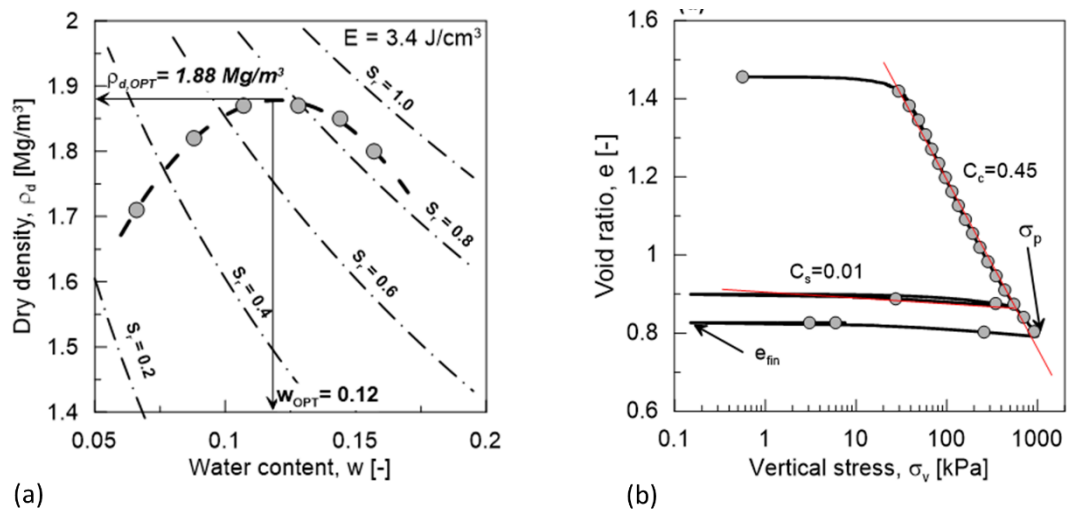 2
E = 3.4 J/cm³
ρd,OPT= 1.88 Mg/m³
1.9
Sr = 1.0
1.8
1.7
Sr = 0.8
1.6
Sr = 0.4
Sr = 0.6
1.5
Sr = 0.2
wOPT= 0.12
1.4
0.05
0.1
0.15
0.2
Dry density, ρd [Mg/m³]
Water content, w [-]
(a)
1.6
1.4
1.2
1
0.8
0.6
Cc=0.45
σp
Cs=0.01
efin
0.1
1
10
100
1000
Void ratio, e [-]
Vertical stress, σv [kPa]
(b)